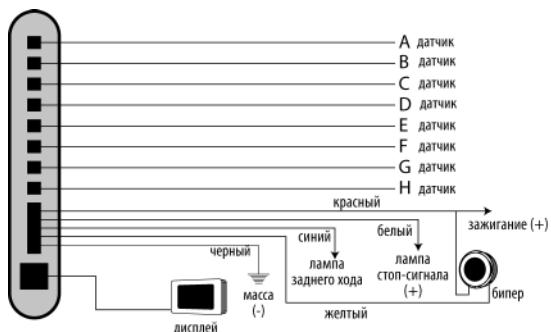 A датчик
B датчик
C датчик
D датчик
E датчик
F датчик
G датчик
H датчик
красный
зажигание (+)
белый
синий
черный
лампа
заднего хода
лампа
стоп-сигнала
(+)
масса
(-)
бипер
желтый
дисплей